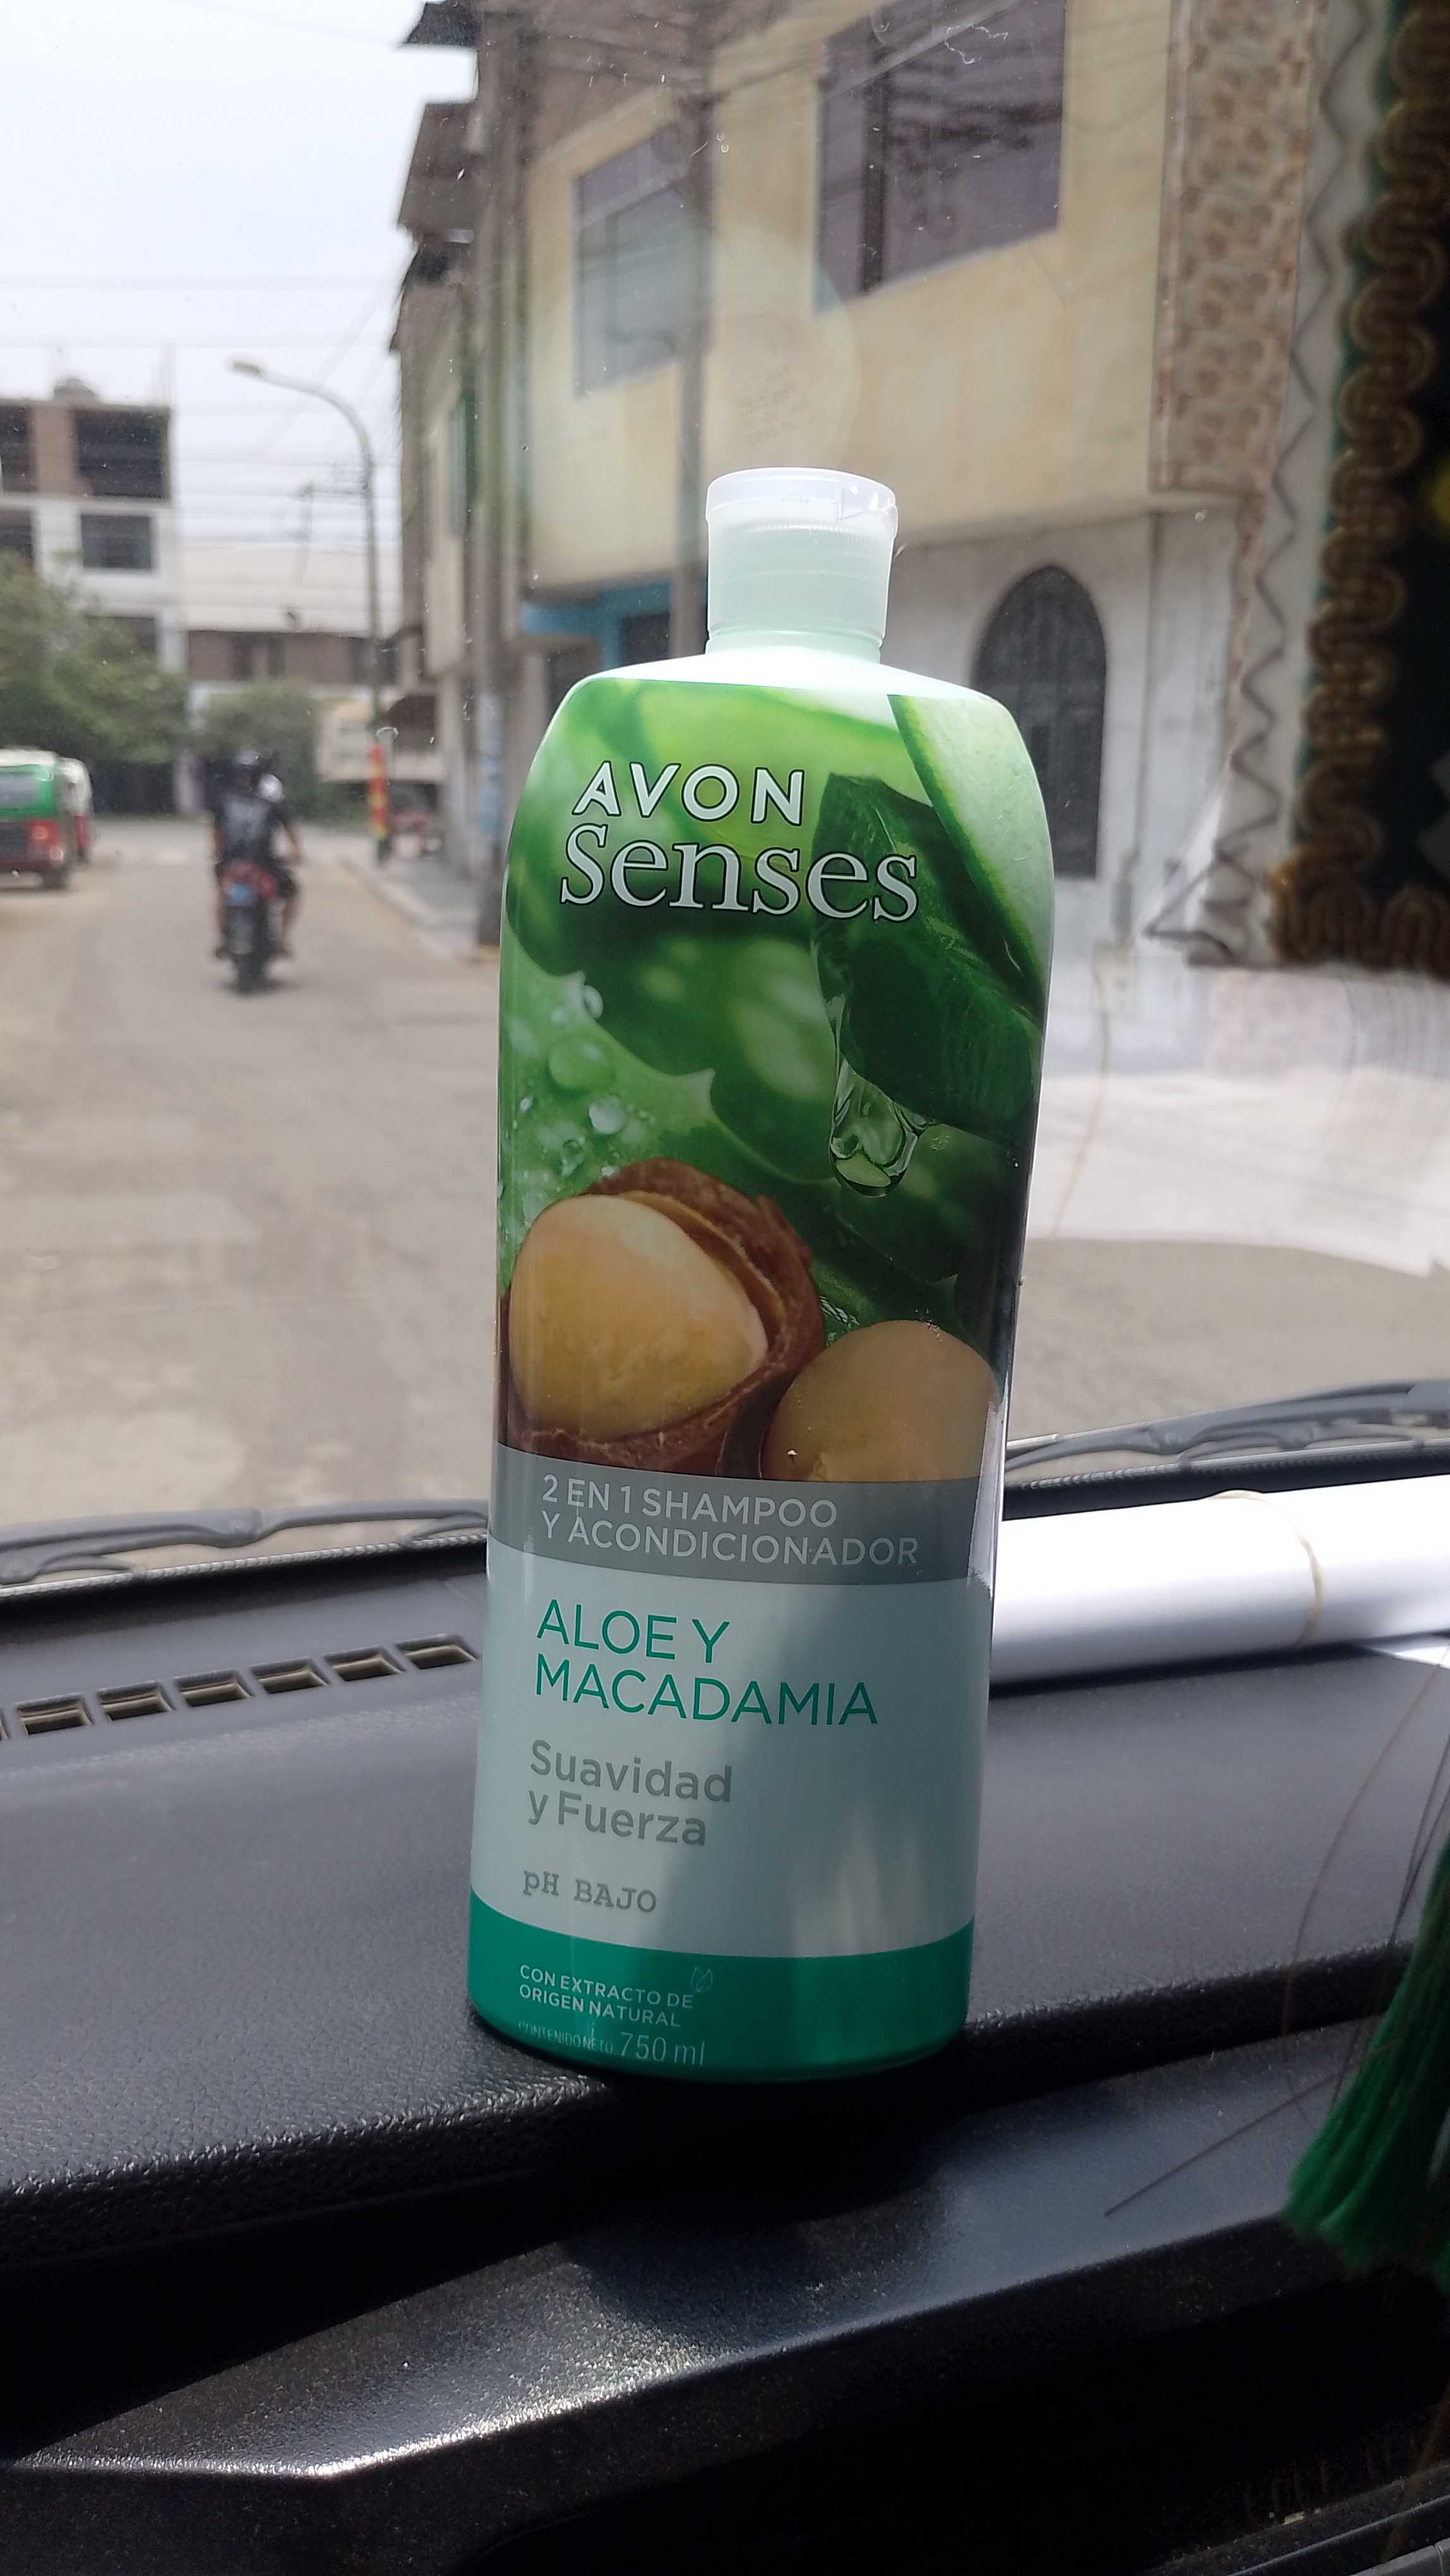 AVON
Senses
2 EN 1 SHAMPOO
Y ACONDICIONADOR
ALOE Y
MACADAMIA
Suavidad
y Fuerza
pH BAJO
CON EXTRACTO DE
ORIGEN NATURAL
CONTENIDO NETO 750 ml